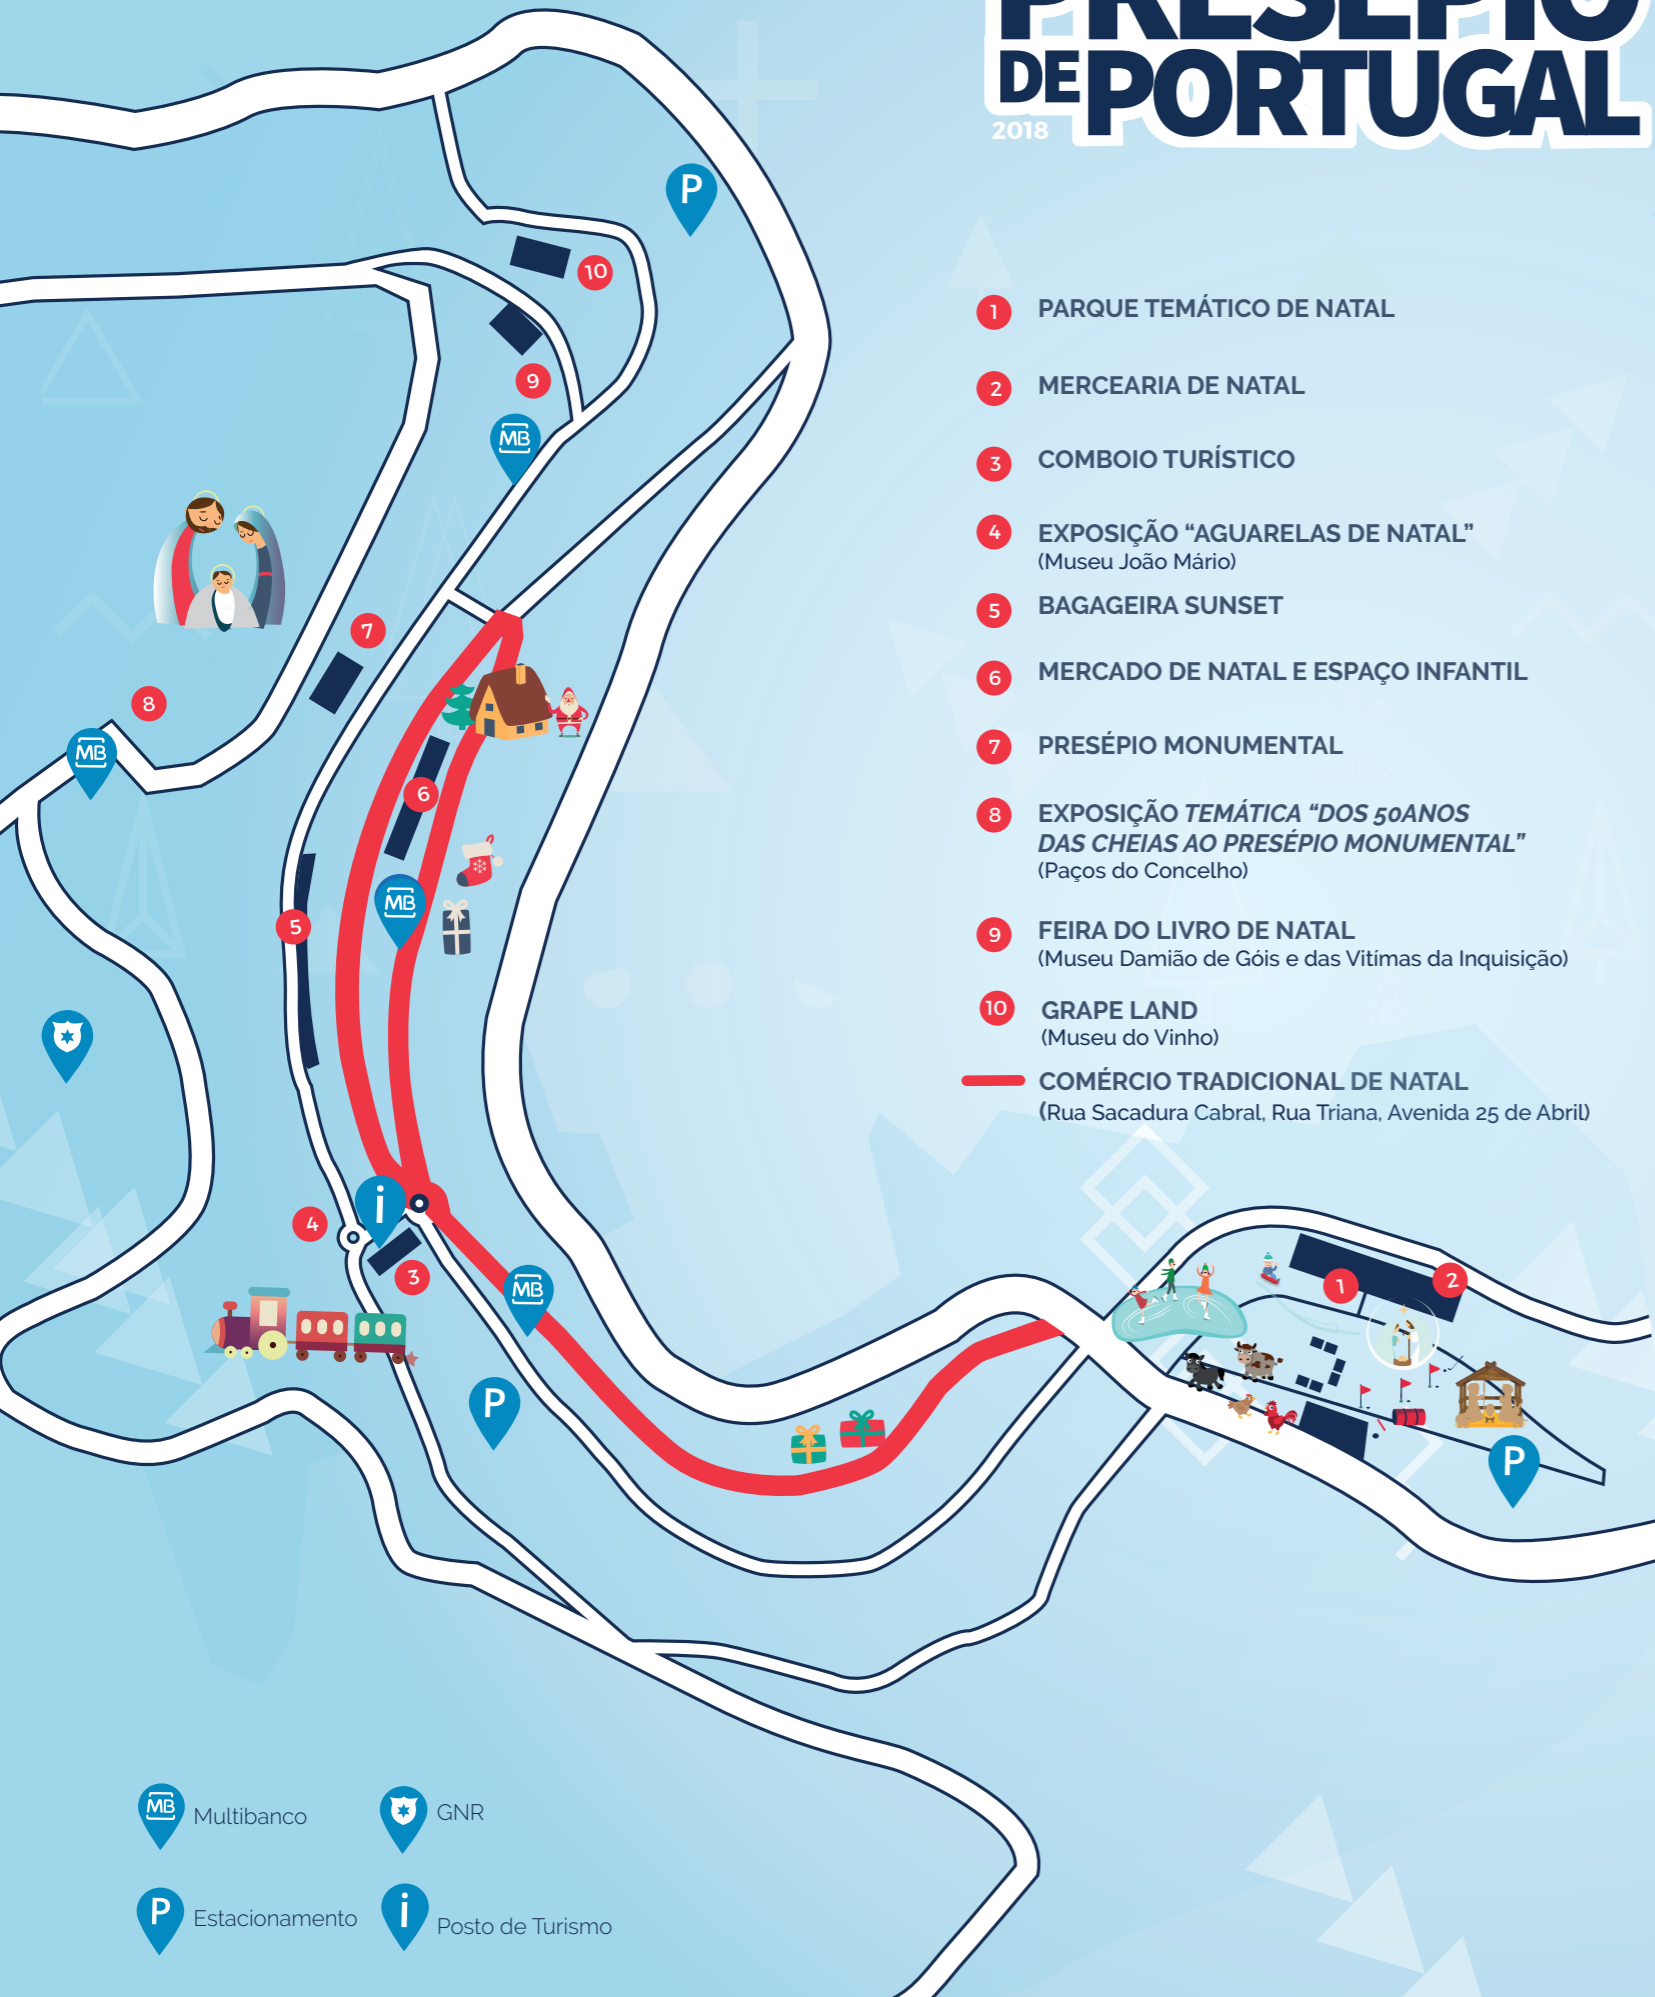 PRESÉPIO
DE PORTUGAL
2018
P
10
9
MB
7
8
MB
6
MB
5
4
i
3
MB
P
1
2
P
1 PARQUE TEMÁTICO DE NATAL
2 MERCEARIA DE NATAL
3 COMBOIO TURÍSTICO
4 EXPOSIÇÃO “AGUARELAS DE NATAL”
(Museu João Mário)
5 BAGAGEIRA SUNSET
6 MERCADO DE NATAL E ESPAÇO INFANTIL
7 PRESÉPIO MONUMENTAL
8 EXPOSIÇÃO TEMÁTICA “DOS 50ANOS
DAS CHEIAS AO PRESÉPIO MONUMENTAL”
(Paços do Concelho)
9 FEIRA DO LIVRO DE NATAL
(Museu Damião de Góis e das Vitímas da Inquisição)
10 GRAPE LAND
(Museu do Vinho)
COMÉRCIO TRADICIONAL DE NATAL
(Rua Sacadura Cabral, Rua Triana, Avenida 25 de Abril)
MB Multibanco
GNR
P Estacionamento
i Posto de Turismo